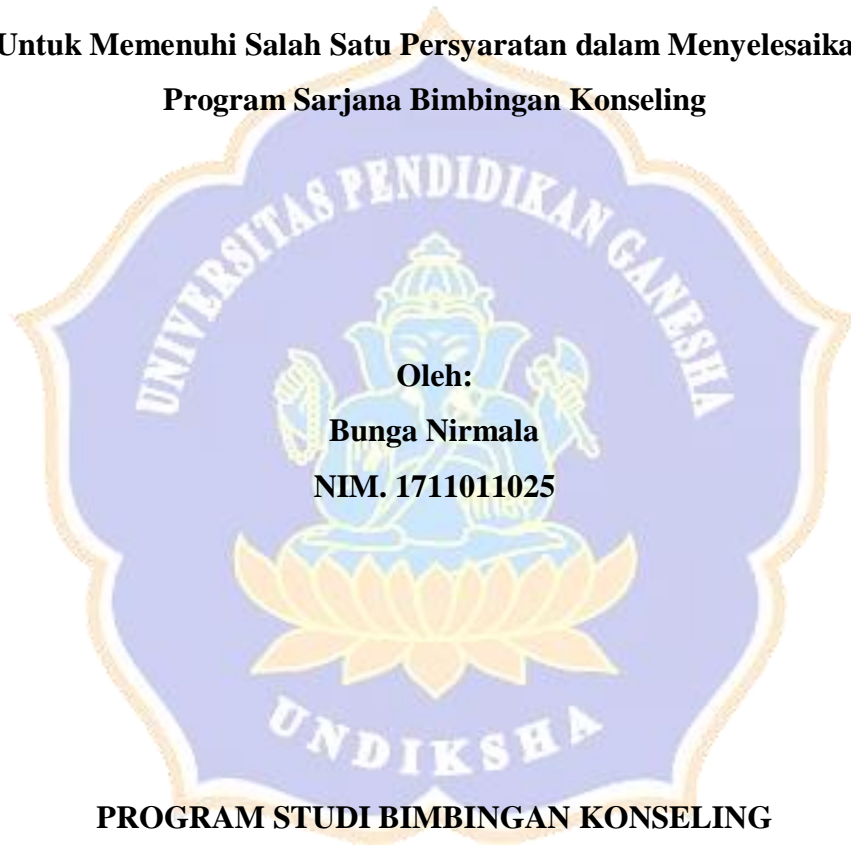 Untuk Memenuhi Salah Satu Persyaratan dalam Menyelesaika
Program Sarjana Bimbingan Konseling
UNIVERSITAS PENDIDIKAN GANESHA
Oleh:
Bunga Nirmala
NIM. 1711011025
UNDIKSHA
PROGRAM STUDI BIMBINGAN KONSELING